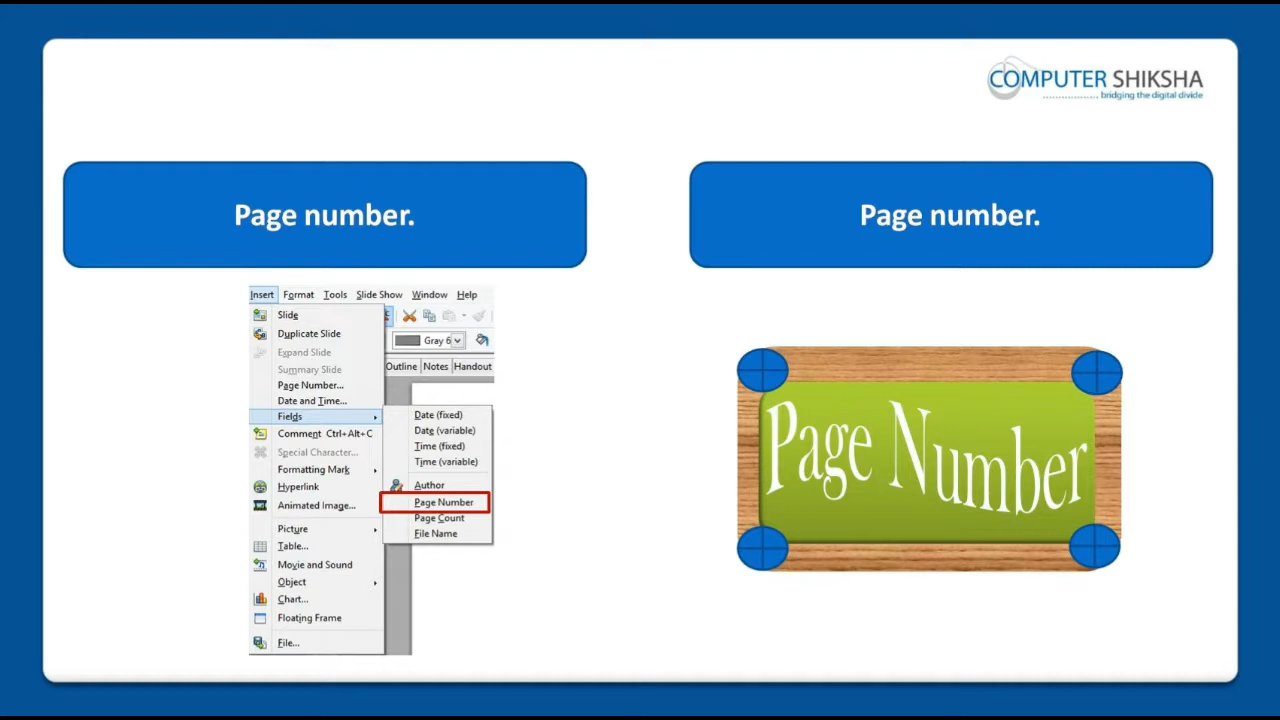 COMPUTER SHIKSHA
bridging the digital divide
Page number.
Page number.
Insert Format Tools Slide Show Window Help
Slide
Duplicate Slide
Gray 6
Expand Slide
Summary Slide
Outline Notes Handout
Page Number...
Date and Time...
Fields
Comment Ctrl+Alt+C
Special Character...
Formatting Mark
Hyperlink
Animated Image...
Picture
Table...
Movie and Sound
Object
Chart...
Floating Frame
File...
Date (fixed)
Date (variable)
Time (fixed)
Time (variable)
Author
Page Number
Page Count
File Name
Page Number